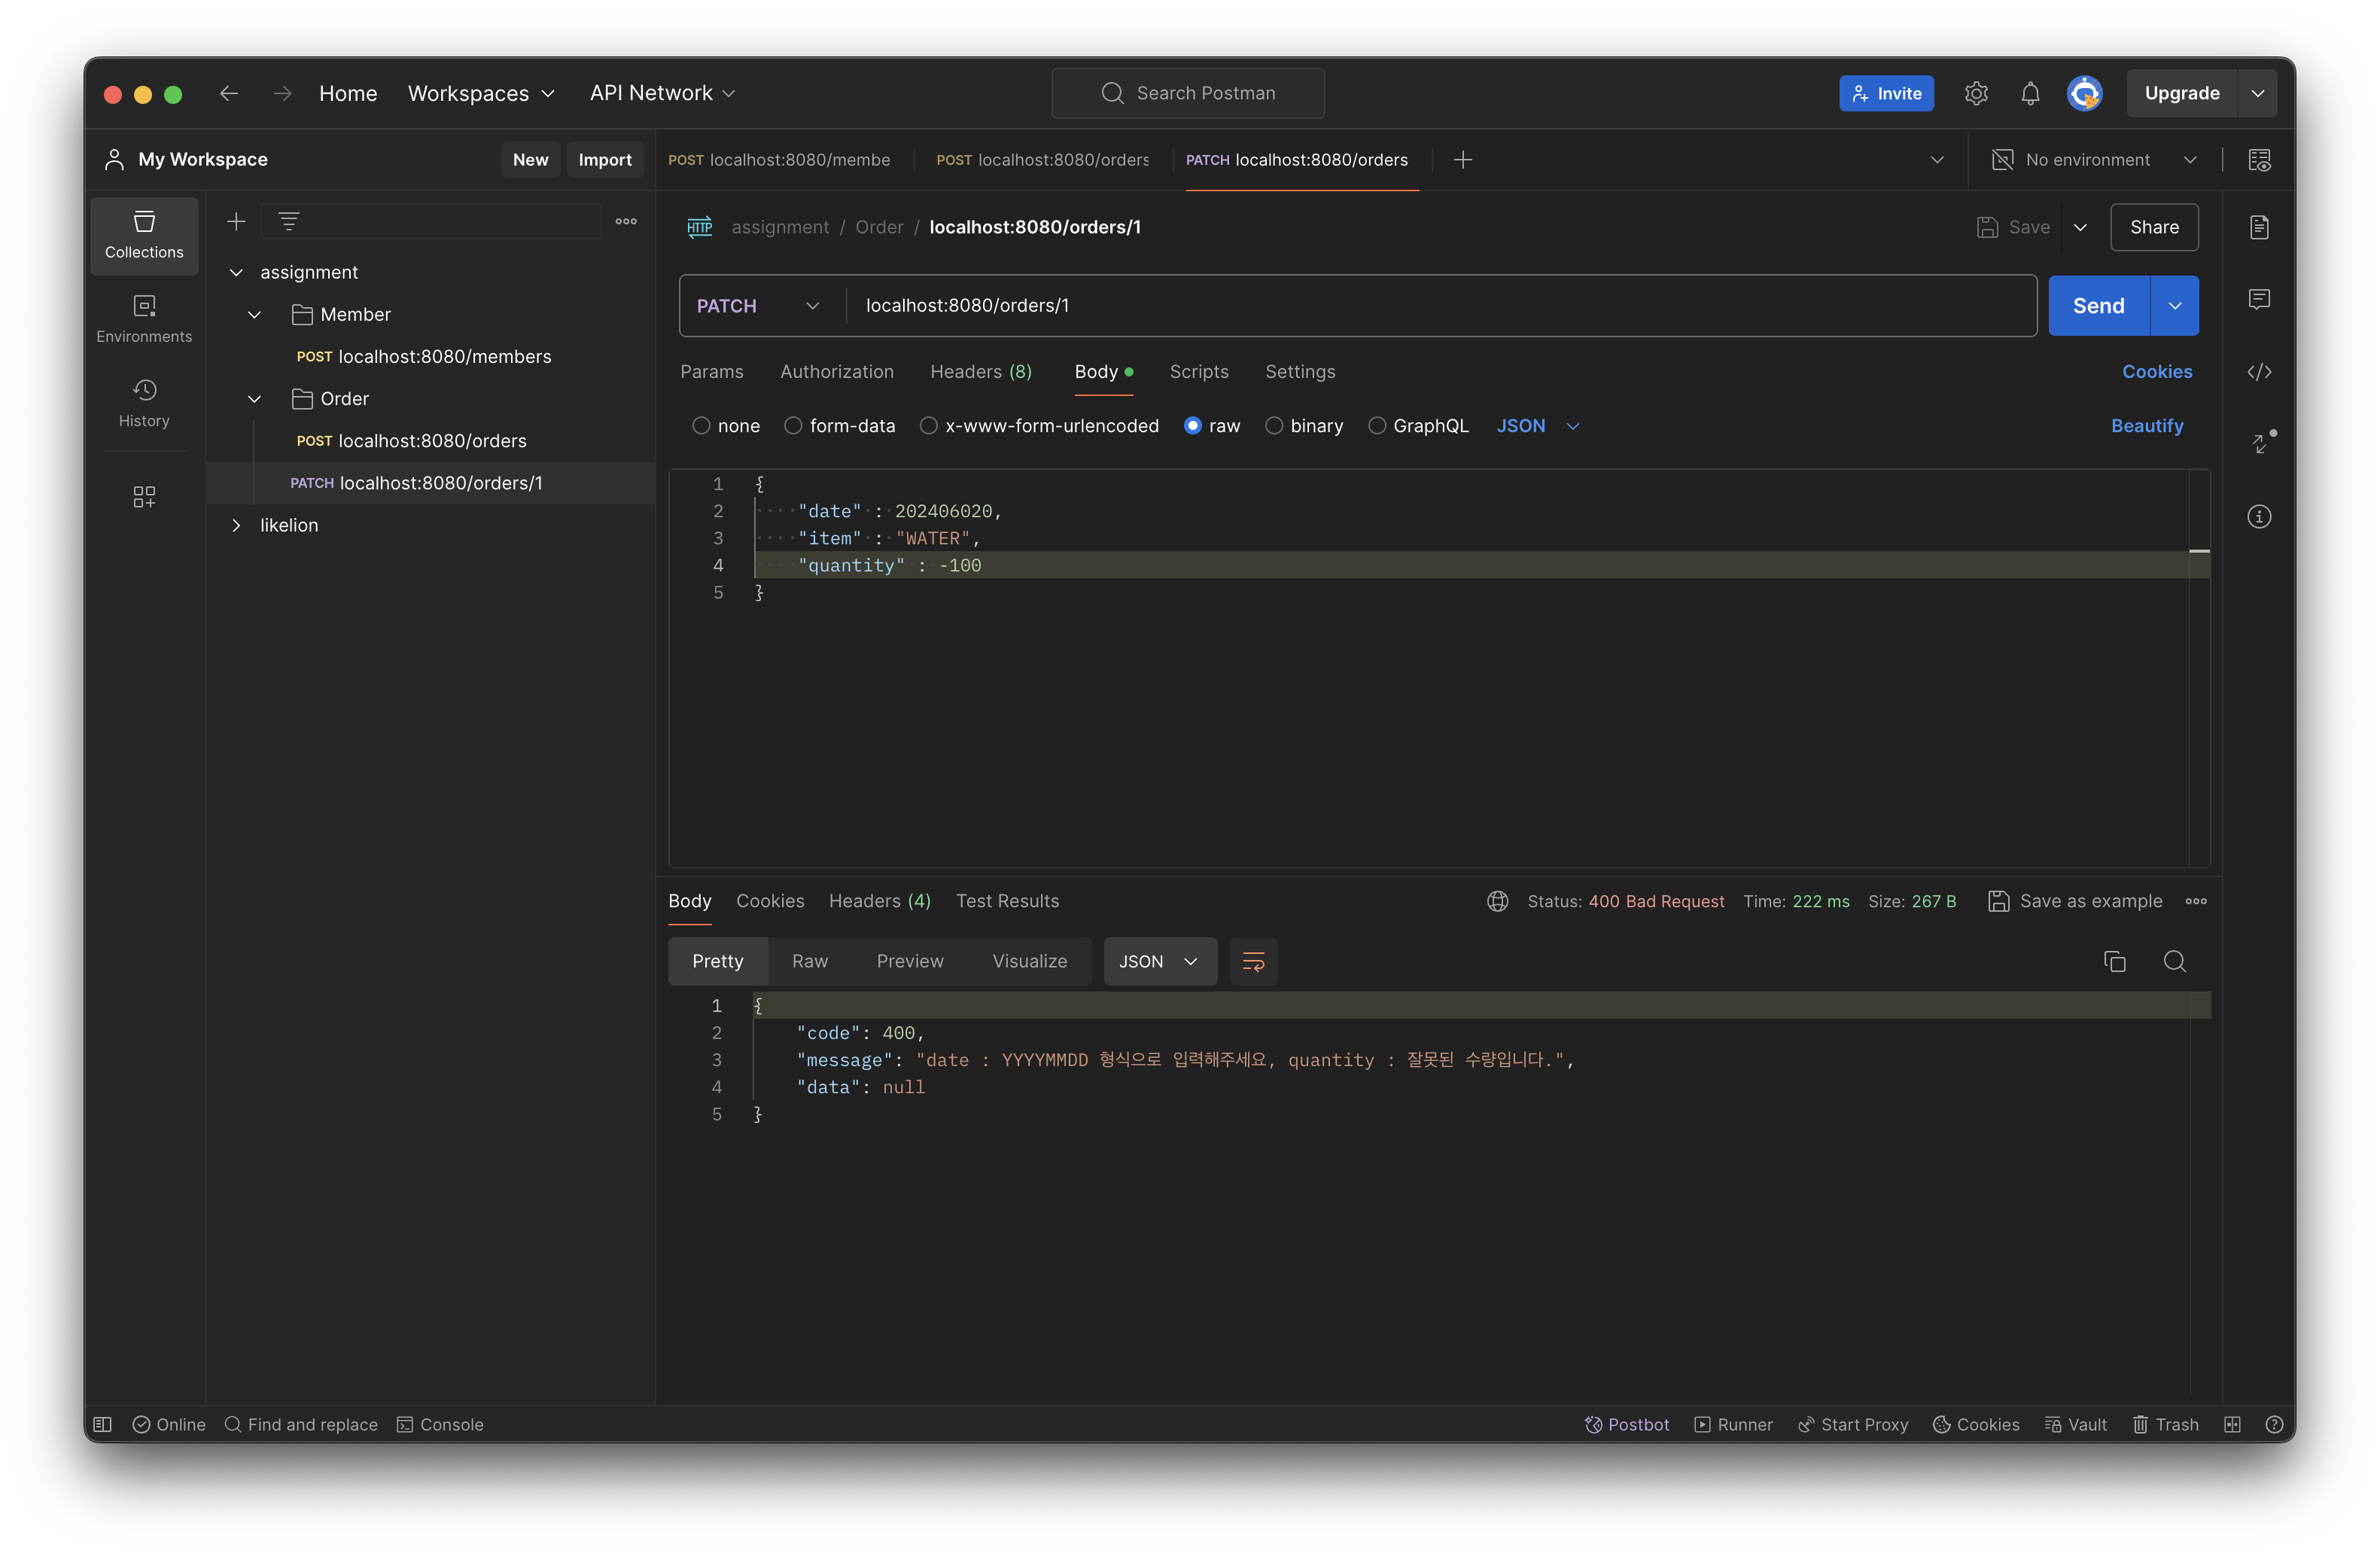 Home Workspaces API Network Search Postman Invite Upgrade
My Workspace New Import POST localhost:8080/membe POST localhost:8080/orders PATCH localhost:8080/orders No environment
HTTP assignment / Order / localhost:8080/orders/1 Save Share
Collections
Environments
History
assignment
Member
POST localhost:8080/members
Order
POST localhost:8080/orders
PATCH localhost:8080/orders/1
likelion
PATCH localhost:8080/orders/1 Send
Params Authorization Headers (8) Body Scripts Settings Cookies
none form-data x-www-form-urlencoded raw binary GraphQL JSON Beautify
1 {
2 "date" : 202406020,
3 "item" : "WATER",
4 "quantity" : -100
5 }
Body Cookies Headers (4) Test Results Status: 400 Bad Request Time: 222 ms Size: 267 B Save as example
Pretty Raw Preview Visualize JSON
1 {
2 "code": 400,
3 "message": "date : YYYYMMDD 형식으로 입력해주세요, quantity : 잘못된 수량입니다.",
4 "data": null
5 }
Online Find and replace Console Postbot Runner Start Proxy Cookies Vault Trash